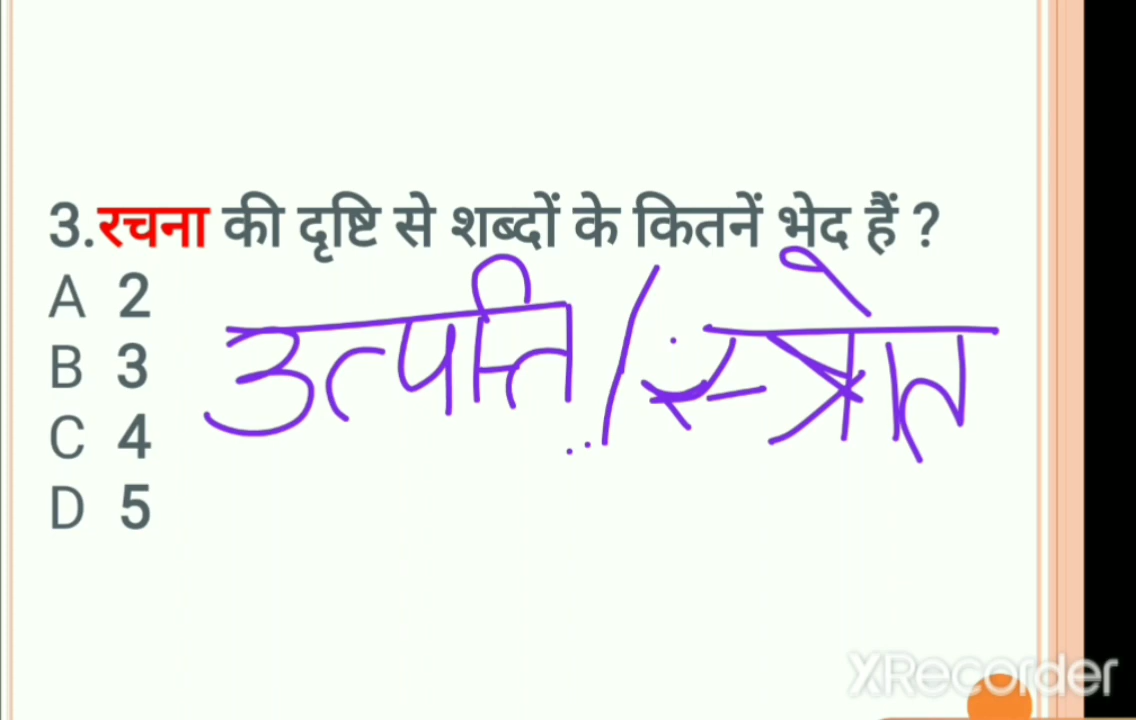 3.रचना की दृष्टि से शब्दों के कितनें भेद हैं ?
A 2
B 3
C 4
D 5
उत्पत्ति / स्त्रोत
XRecorder